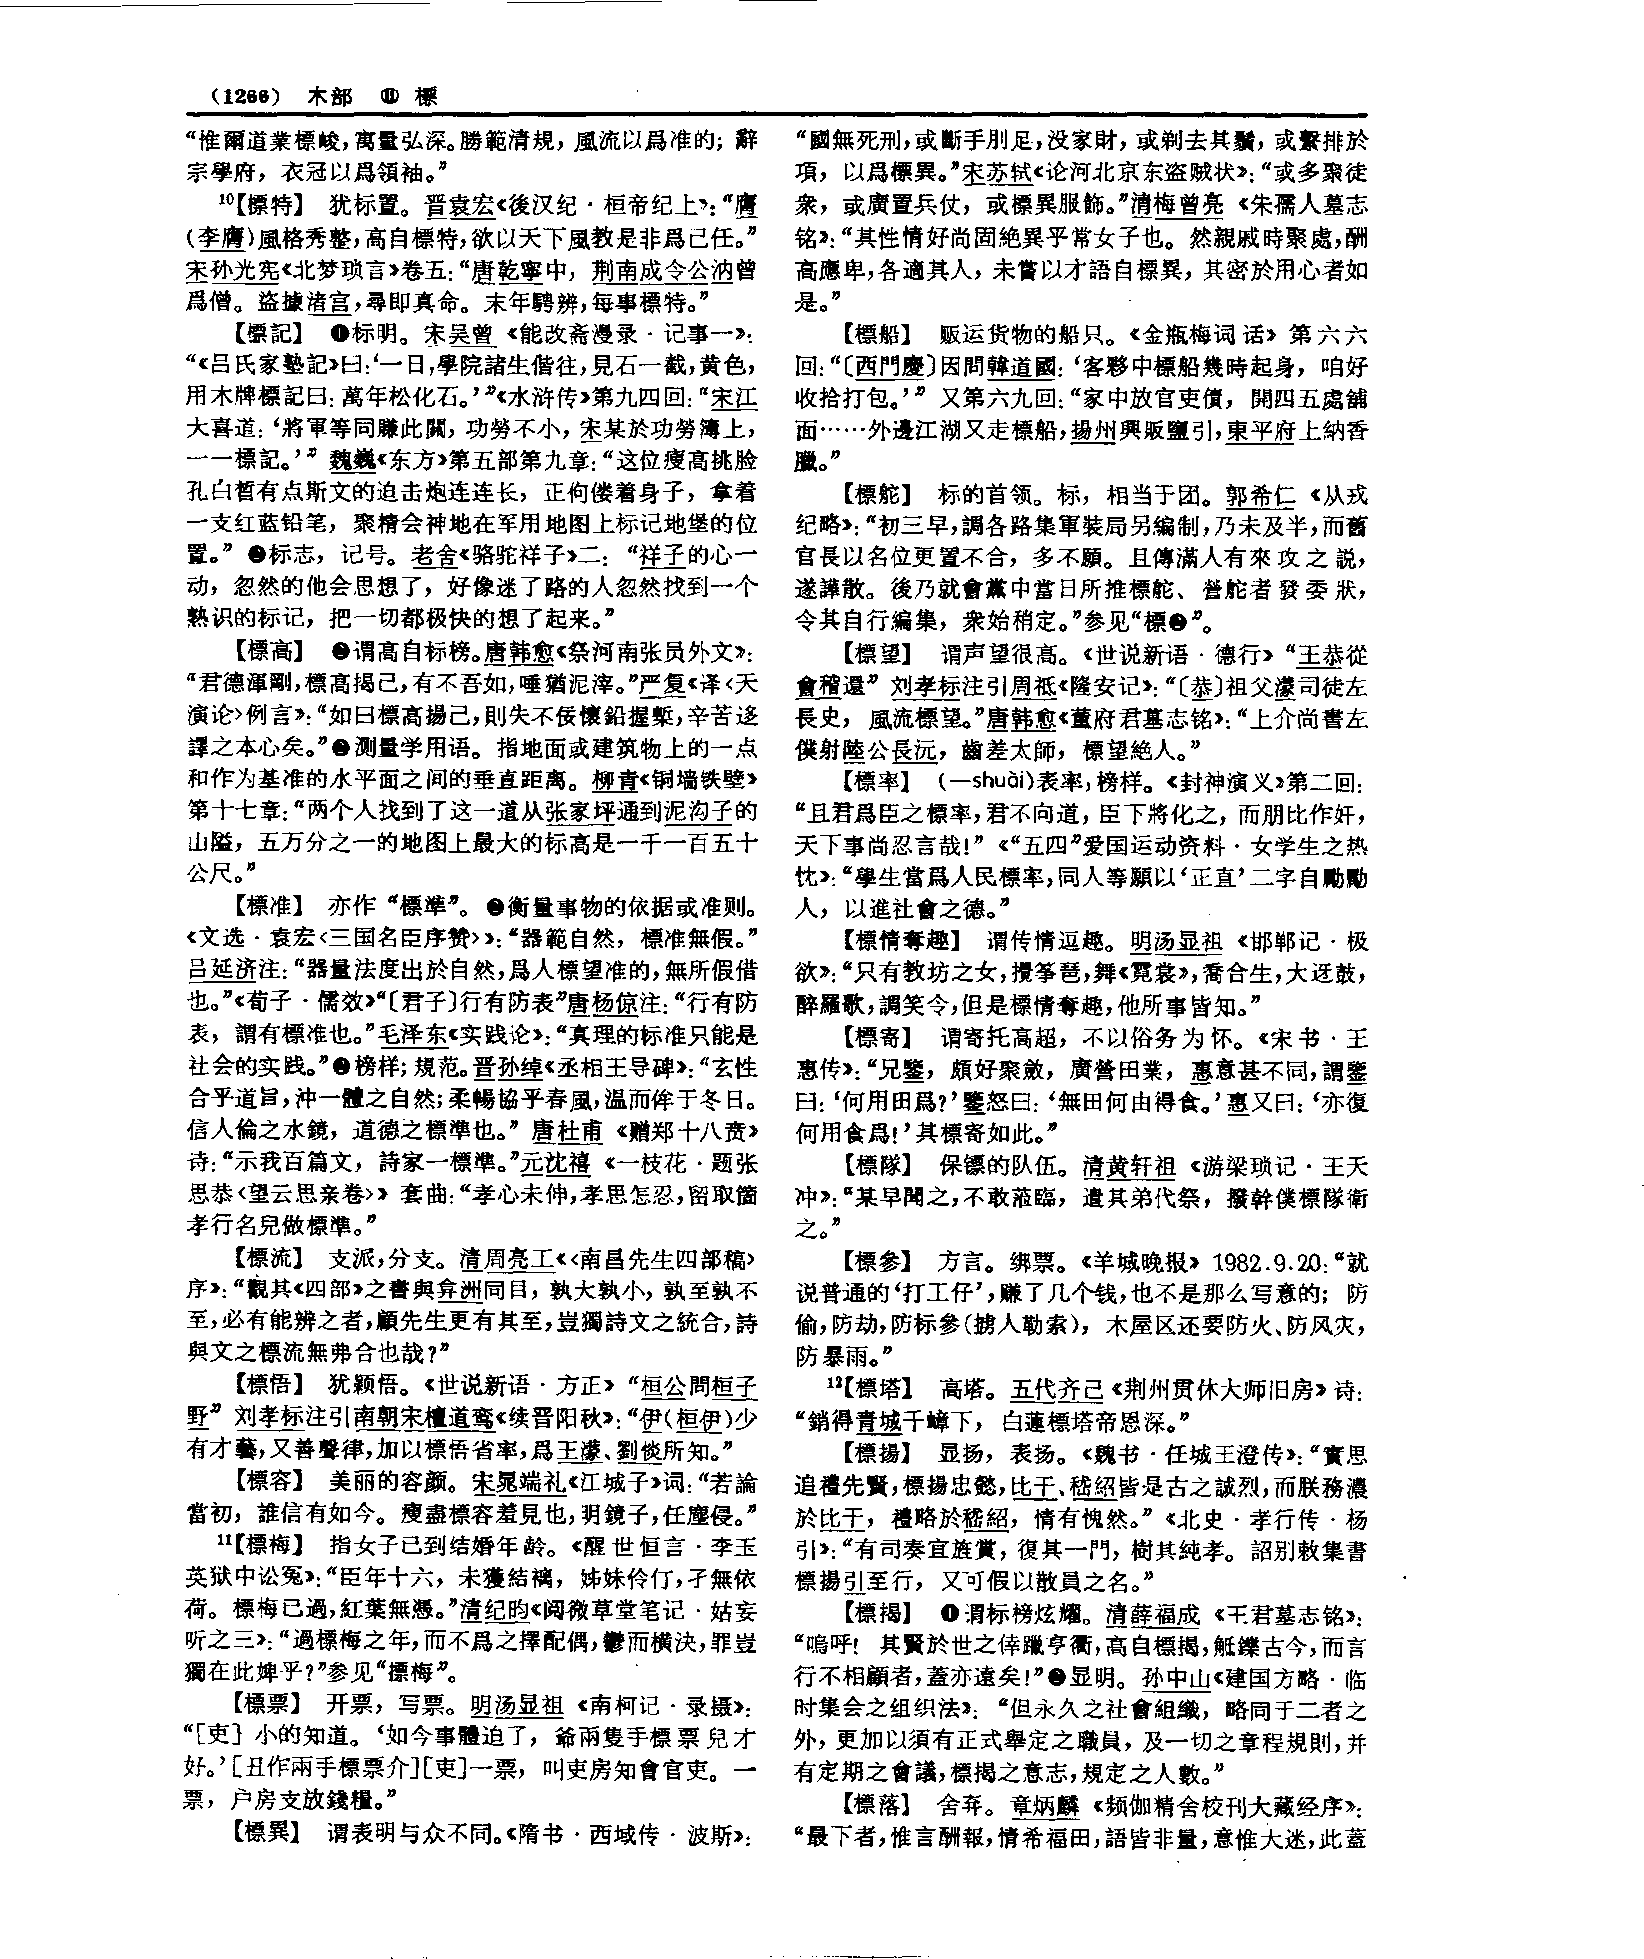 (1266) 木部 ⑪ 標
“惟爾道業標峻，寓量弘深。勝範清規，風流以爲准的；辭
宗學府，衣冠以爲領袖。”
10【標特】 犹标置。晋袁宏《後汉纪·桓帝纪上》：“膺
(李膺)風格秀整，高自標特，欲以天下風教是非爲己任。”
宋孙光宪《北梦琐言》卷五：“唐乾寧中，荆南成令公汭曾
爲僧。盜據渚宫，尋即真命。末年騁辨，每事標特。”
【標記】 ❶标明。宋吴曾《能改斋漫录·记事一》：
“《吕氏家塾記》曰：‘一日，學院諸生偕往，見石一截，黄色，
用木牌標記曰：萬年松化石。’”《水浒传》第九四回：“宋江
大喜道：‘將軍等同賺此關，功勞不小，宋某於功勞簿上，
一一標記。’” 魏巍《东方》第五部第九章：“这位瘦高挑脸
孔白皙有点斯文的迫击炮连连长，正佝偻着身子，拿着
一支红蓝铅笔，聚精会神地在军用地图上标记地堡的位
置。” ❷标志，记号。老舍《骆驼祥子》二：“祥子的心一
动，忽然的他会思想了，好像迷了路的人忽然找到一个
熟识的标记，把一切都极快的想了起来。”
【標高】 ❶谓高自标榜。唐韩愈《祭河南张员外文》：
“君德渾剛，標高揭己，有不吾如，唾猶泥滓。”严复《译〈天
演论〉例言》：“如曰標高揚己，則失不佞懷鉛握槧，辛苦迻
譯之本心矣。”❷测量学用语。指地面或建筑物上的一点
和作为基准的水平面之间的垂直距离。柳青《铜墙铁壁》
第十七章：“两个人找到了这一道从张家坪通到泥沟子的
山隘，五万分之一的地图上最大的标高是一千一百五十
公尺。”
【標准】 亦作“標準”。❶衡量事物的依据或准则。
《文选·袁宏〈三国名臣序赞〉》：“器範自然，標准無假。”
吕延济注：“器量法度出於自然，爲人標望准的，無所假借
也。”《荀子·儒效》“〔君子〕行有防表”唐杨倞注：“行有防
表，謂有標准也。”毛泽东《实践论》：“真理的标准只能是
社会的实践。”❷榜样；规范。晋孙绰《丞相王导碑》：“玄性
合乎道旨，沖一體之自然；柔暢協乎春風，温而侔于冬日。
信人倫之水鏡，道德之標準也。” 唐杜甫《赠郑十八贲》
诗：“示我百篇文，詩家一標準。”元沈禧《一枝花·题张
思恭〈望云思亲卷〉》套曲：“孝心未伸，孝思怎忍，留取箇
孝行名兒做標準。”
【標流】 支派，分支。清周亮工《〈南昌先生四部稿〉
序》：“觀其《四部》之書與弇洲同目，孰大孰小，孰至孰不
至，必有能辨之者，顧先生更有其至，豈獨詩文之統合，詩
與文之標流無弗合也哉？”
【標悟】 犹颖悟。《世说新语·方正》“桓公問桓子
野” 刘孝标注引南朝宋檀道鸾《续晋阳秋》：“伊(桓伊)少
有才藝，又善聲律，加以標悟省率，爲王濛、劉惔所知。”
【標容】 美丽的容颜。宋晁端礼《江城子》词：“若論
當初，誰信有如今。瘦盡標容羞見也，明鏡子，任塵侵。”
11【標梅】 指女子已到结婚年龄。《醒世恒言·李玉
英狱中讼冤》：“臣年十六，未獲結褵，姊妹伶仃，孑無依
荷。標梅已過，紅葉無憑。”清纪昀《阅微草堂笔记·姑妄
听之三》：“過標梅之年，而不爲之擇配偶，鬱而横决，罪豈
獨在此婢乎？”参见“摽梅”。
【標票】 开票，写票。明汤显祖《南柯记·录摄》：
“〔吏〕小的知道。‘如今事體迫了，爺兩隻手標票兒才
好。’〔丑作兩手標票介〕〔吏〕一票，叫吏房知會官吏。一
票，户房支放錢糧。”
【標異】 谓表明与众不同。《隋书·西域传·波斯》：
“國無死刑，或斷手刖足，没家財，或剃去其鬚，或繫排於
項，以爲標異。”宋苏轼《论河北京东盗贼状》：“或多聚徒
衆，或廣置兵仗，或標異服飾。”清梅曾亮《朱孺人墓志
铭》：“其性情好尚固絶異乎常女子也。然親戚時聚處，酬
高應卑，各適其人，未嘗以才語自標異，其密於用心者如
是。”
【標船】 贩运货物的船只。《金瓶梅词话》第六六
回：“〔西門慶〕因問韓道國：‘客夥中標船幾時起身，咱好
收拾打包。’” 又第六九回：“家中放官吏債，開四五處舖
面……外邊江湖又走標船，揚州興販鹽引，東平府上納香
臘。”
【標舵】 标的首领。标，相当于团。郭希仁《从戎
纪略》：“初三早，調各路集軍裝局另編制，乃未及半，而舊
官長以名位更置不合，多不願。且傳滿人有來攻之説，
遂譁散。後乃就會黨中當日所推標舵、營舵者發委狀，
令其自行編集，衆始稍定。”参见“標❷”。
【標望】 谓声望很高。《世说新语·德行》“王恭從
會稽還” 刘孝标注引周祗《隆安记》：“〔恭〕祖父濛司徒左
長史，風流標望。”唐韩愈《董府君墓志铭》：“上介尚書左
僕射陸公長沅，齒差太師，標望絶人。”
【標率】 (—shuài)表率，榜样。《封神演义》第二回：
“且君爲臣之標率，君不向道，臣下將化之，而朋比作奸，
天下事尚忍言哉！” 《“五四”爱国运动资料·女学生之热
忱》：“學生當爲人民標率，同人等願以‘正直’二字自勵勵
人，以進社會之德。”
【標情奪趣】 谓传情逗趣。明汤显祖《邯郸记·极
欲》：“只有教坊之女，攪筝琶，舞《霓裳》，喬合生，大迓鼓，
醉羅歌，調笑令，但是標情奪趣，他所事皆知。”
【標寄】 谓寄托高超，不以俗务为怀。《宋书·王
惠传》：“兄鑒，頗好聚斂，廣營田業，惠意甚不同，謂鑒
曰：‘何用田爲？’鑒怒曰：‘無田何由得食。’惠又曰：‘亦復
何用食爲！’其標寄如此。”
【標隊】 保镖的队伍。清黄轩祖《游梁琐记·王天
冲》：“某早聞之，不敢蒞臨，遣其弟代祭，撥幹僕標隊衛
之。”
【標参】 方言。绑票。《羊城晚报》1982.9.20：“就
说普通的‘打工仔’，赚了几个钱，也不是那么写意的；防
偷，防劫，防标参(掳人勒索)，木屋区还要防火、防风灾，
防暴雨。”
12【標塔】 高塔。五代齐己《荆州贯休大师旧房》诗：
“銷得青城千嶂下，白蓮標塔帝恩深。”
【標揚】 显扬，表扬。《魏书·任城王澄传》：“實思
追禮先賢，標揚忠懿，比干、嵇紹皆是古之誠烈，而朕務濃
於比干，禮略於嵇紹，情有愧然。” 《北史·孝行传·杨
引》：“有司奏宜旌賞，復其一門，樹其純孝。詔别敕集書
標揚引至行，又可假以散員之名。”
【標揭】 ❶谓标榜炫耀。清薛福成《王君墓志铭》：
“嗚呼！其賢於世之倖躐亨衢，高自標揭，觝轢古今，而言
行不相顧者，蓋亦遠矣！”❷显明。孙中山《建国方略·临
时集会之组织法》：“但永久之社會組織，略同于二者之
外，更加以須有正式舉定之職員，及一切之章程規則，并
有定期之會議，標揭之意志，規定之人數。”
【標落】 舍弃。章炳麟《频伽精舍校刊大藏经序》：
“最下者，惟言酬報，情希福田，語皆非量，意惟大迷，此蓋